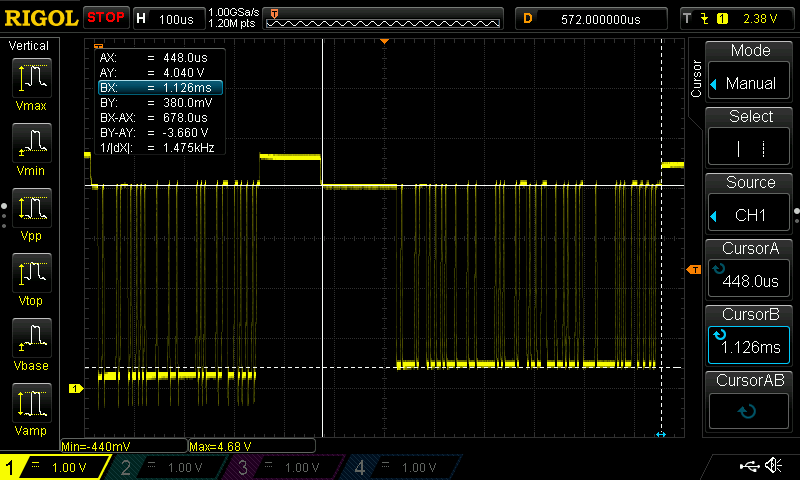 RIGOL STOP H 100us 1.00GSa/s 1.20M pts T D 572.000000us T 1 2.38 V
Vertical
Vmax
Vmin
Vpp
Vtop
Vbase
Vamp
AX: = 448.0us
AY: = 4.040 V
BX: = 1.126ms
BY: = 380.0mV
BX-AX: = 678.0us
BY-AY: = -3.660 V
1/|dX|: = 1.475kHz
T
T
1
Cursor
Mode
Manual
Select
Source
CH1
CursorA
448.0us
CursorB
1.126ms
CursorAB
Min=-440mV Max=4.68 V
1 = 1.00 V 2 = 1.00 V 3 = 1.00 V 4 = 1.00 V